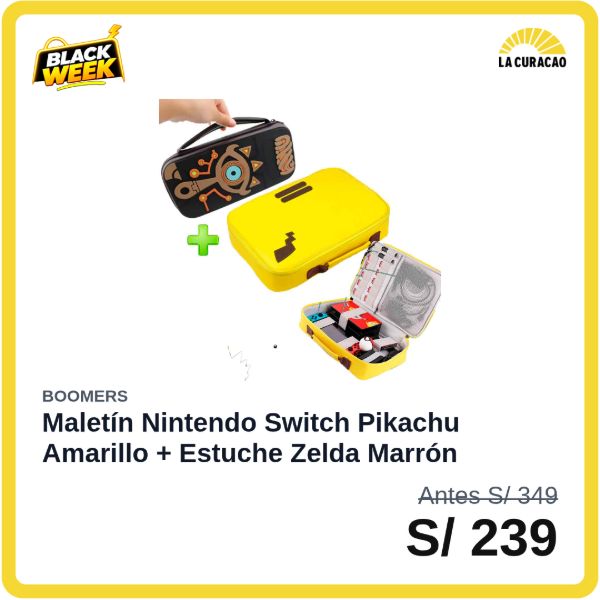 BLACK
WEEK
LA CURACAO
BOOMERS
Maletín Nintendo Switch Pikachu
Amarillo + Estuche Zelda Marrón
Antes S/ 349
S/ 239